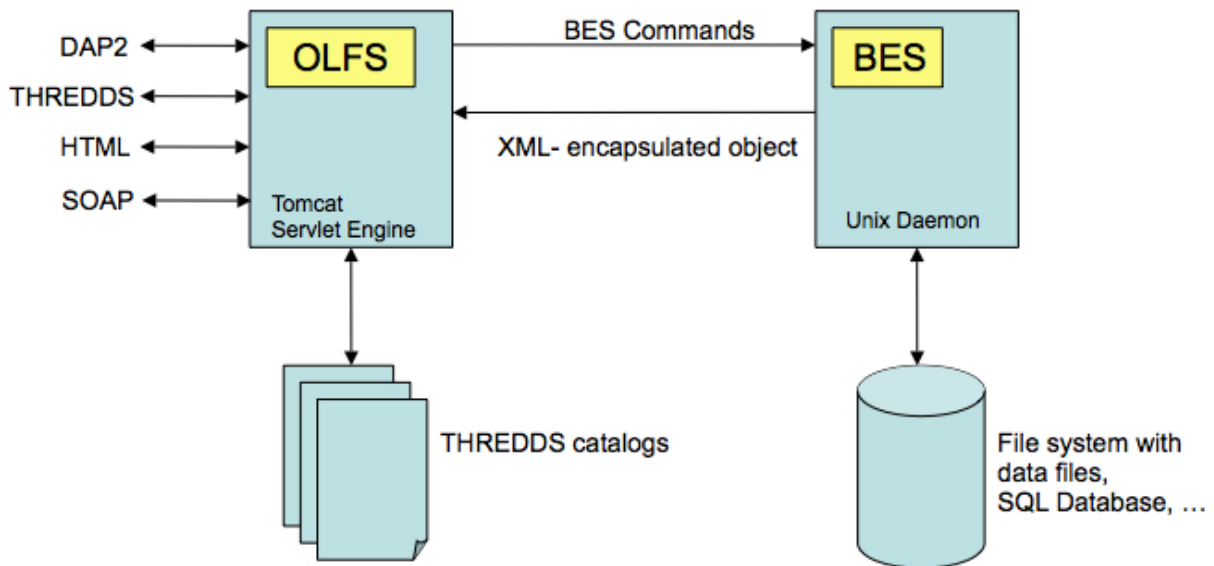 DAP2
THREDDS
HTML
SOAP
OLFS
Tomcat
Servlet Engine
BES Commands
XML- encapsulated object
BES
Unix Daemon
THREDDS catalogs
File system with
data files,
SQL Database, …